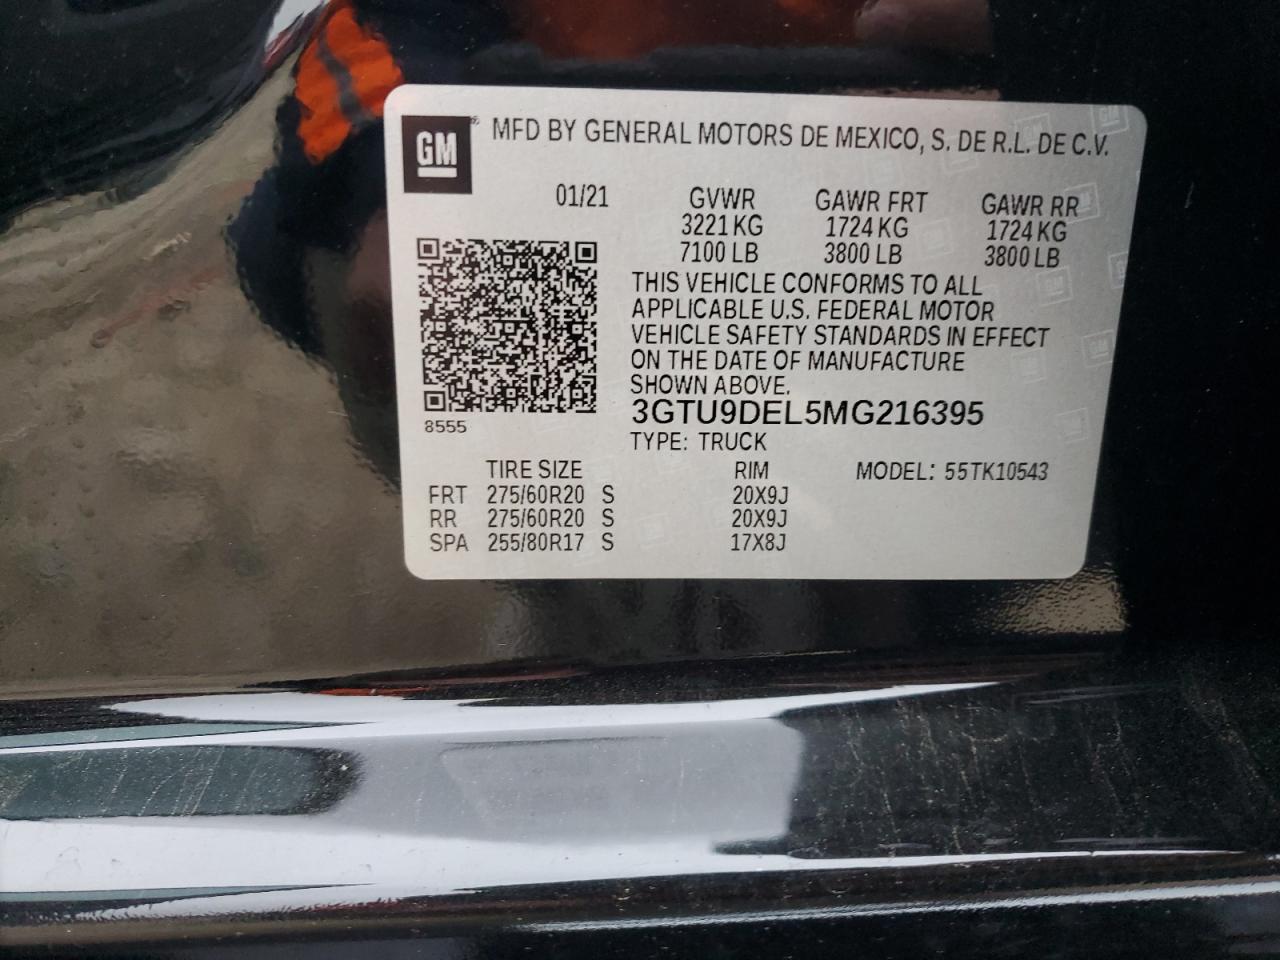 GM® MFD BY GENERAL MOTORS DE MEXICO, S. DE R.L. DE C.V.
01/21 GVWR GAWR FRT GAWR RR
3221 KG 1724 KG 1724 KG
7100 LB 3800 LB 3800 LB
THIS VEHICLE CONFORMS TO ALL
APPLICABLE U.S. FEDERAL MOTOR
VEHICLE SAFETY STANDARDS IN EFFECT
ON THE DATE OF MANUFACTURE
SHOWN ABOVE.
3GTU9DEL5MG216395
8555
TYPE: TRUCK
TIRE SIZE RIM MODEL: 55TK10543
FRT 275/60R20 S 20X9J
RR 275/60R20 S 20X9J
SPA 255/80R17 S 17X8J